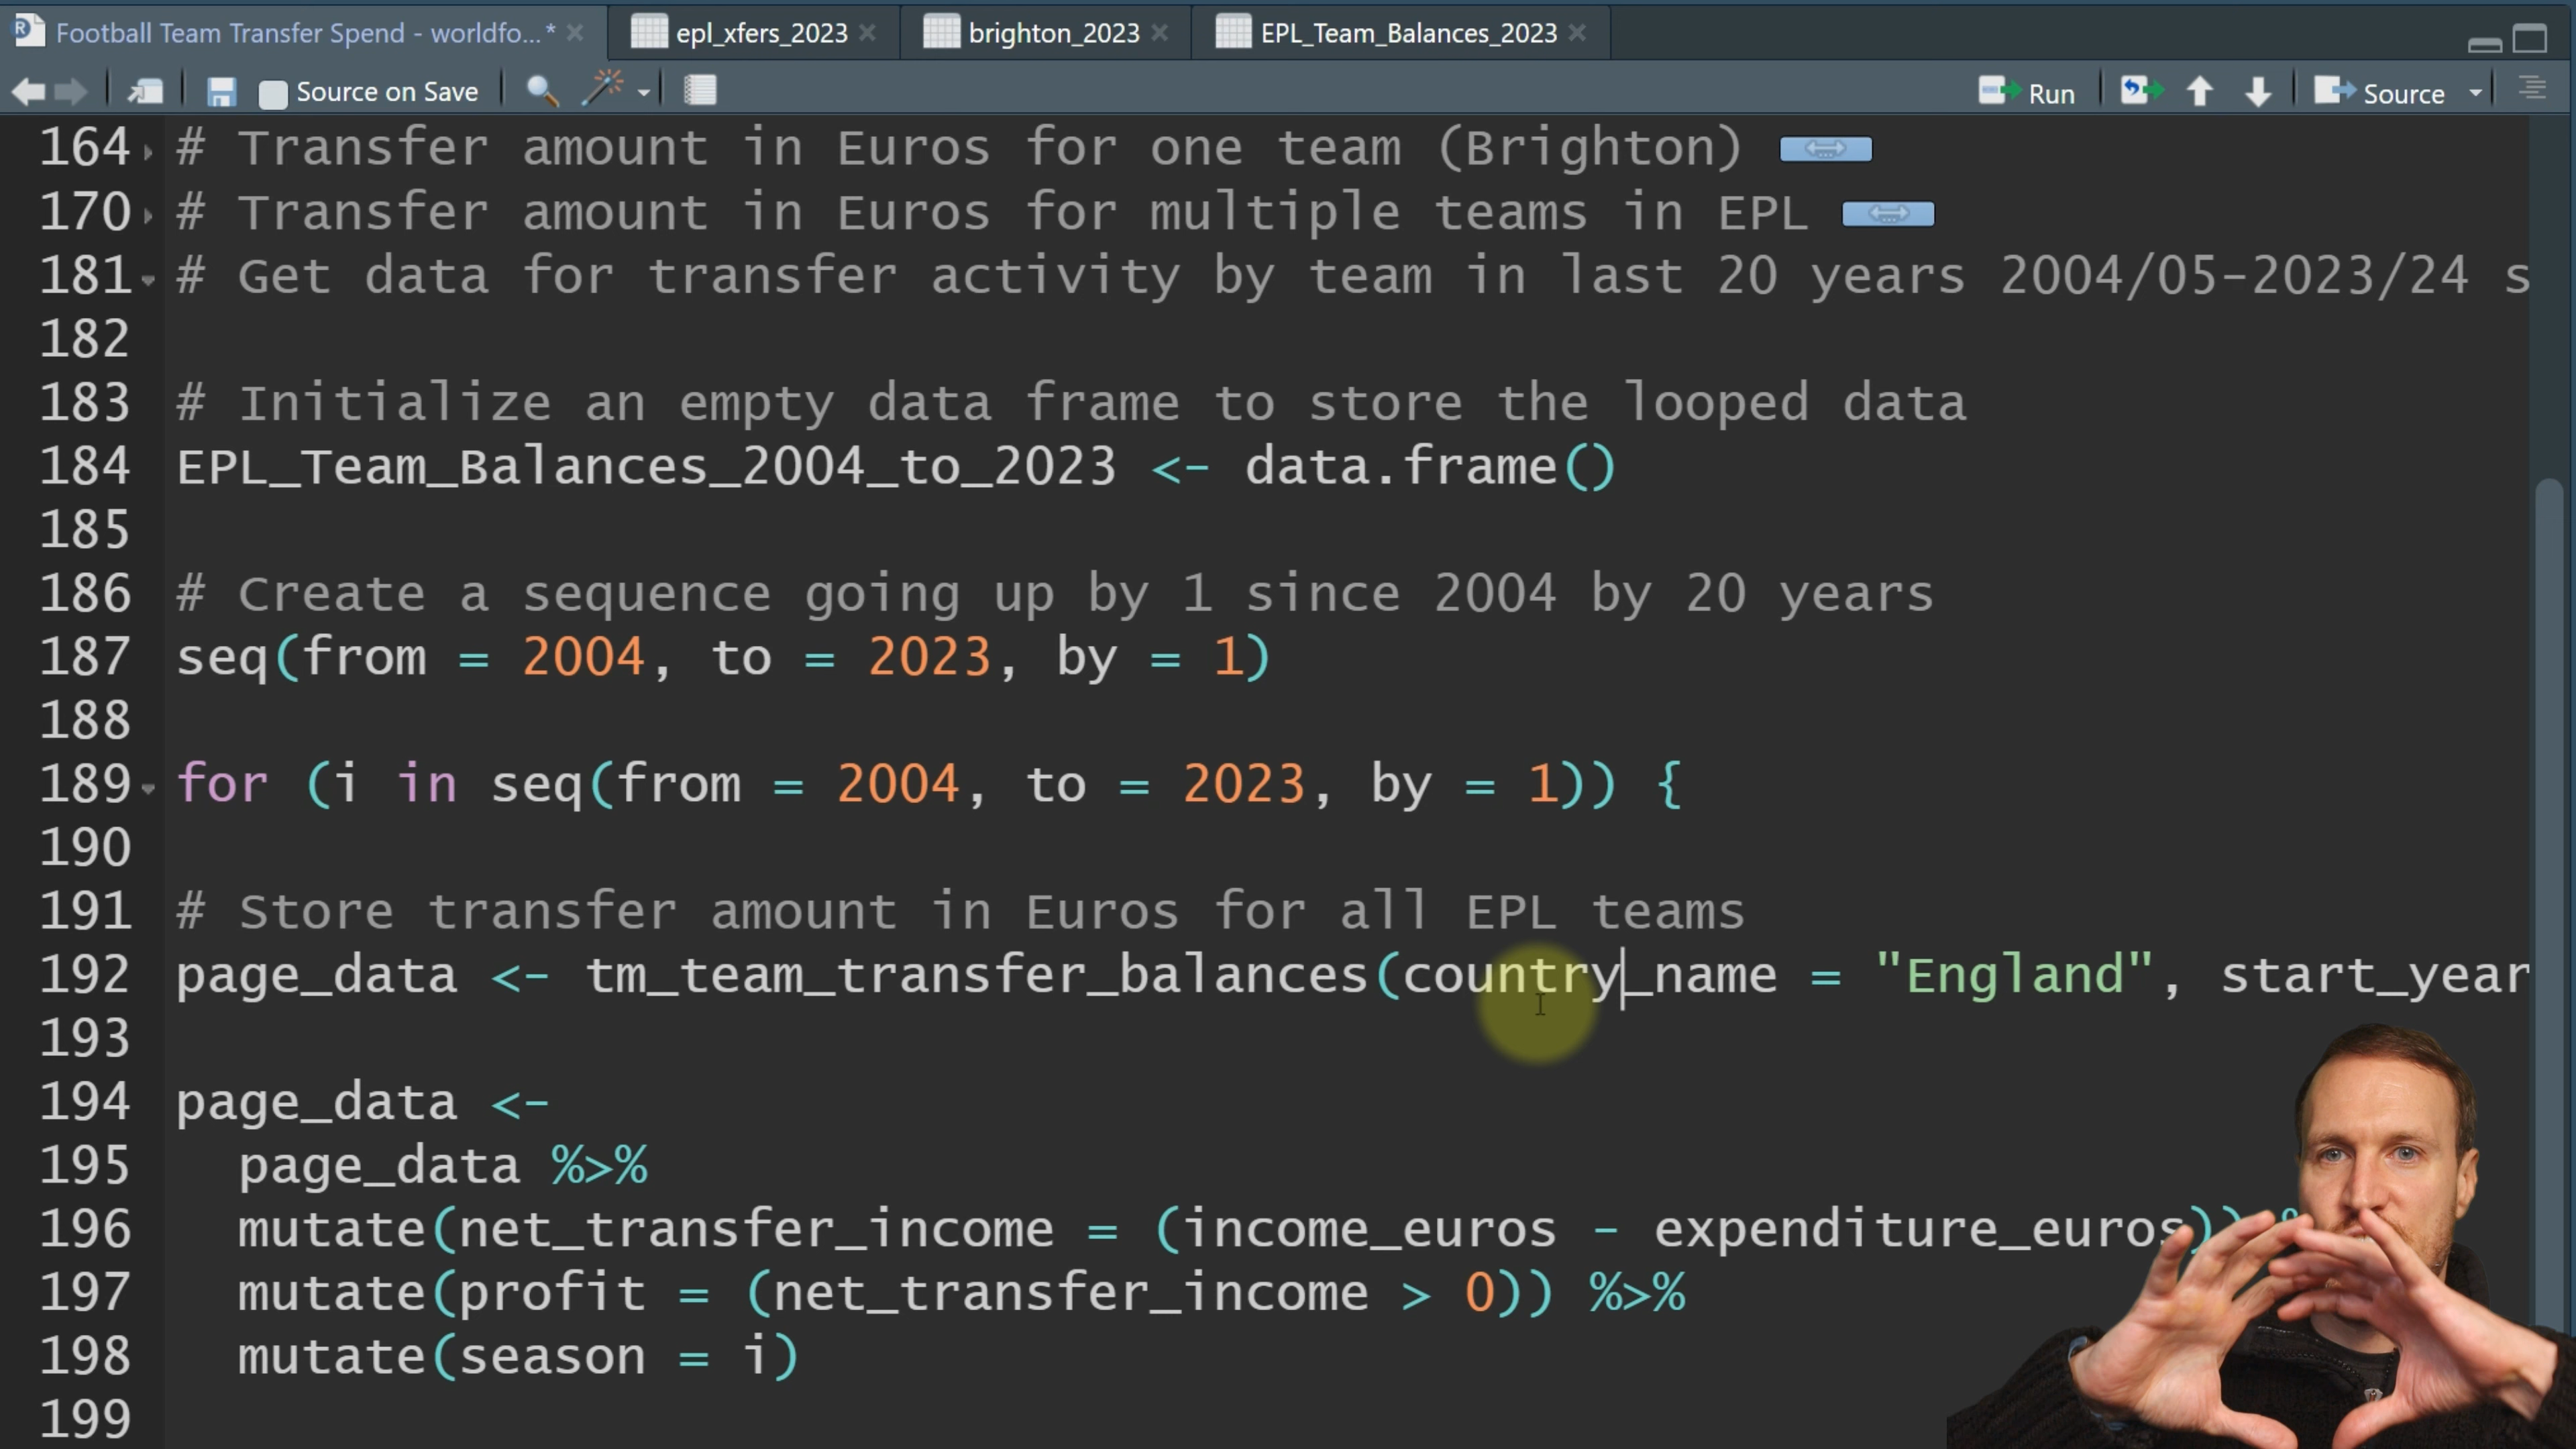 Football Team Transfer Spend - worldfo...* epl_xfers_2023 brighton_2023 EPL_Team_Balances_2023
Source on Save Run Source
164 # Transfer amount in Euros for one team (Brighton)
170 # Transfer amount in Euros for multiple teams in EPL
181 # Get data for transfer activity by team in last 20 years 2004/05-2023/24 s
182
183 # Initialize an empty data frame to store the looped data
184 EPL_Team_Balances_2004_to_2023 <- data.frame()
185
186 # Create a sequence going up by 1 since 2004 by 20 years
187 seq(from = 2004, to = 2023, by = 1)
188
189 for (i in seq(from = 2004, to = 2023, by = 1)) {
190
191 # Store transfer amount in Euros for all EPL teams
192 page_data <- tm_team_transfer_balances(country_name = "England", start_year
193
194 page_data <-
195 page_data %>%
196 mutate(net_transfer_income = (income_euros - expenditure_euros)) %
197 mutate(profit = (net_transfer_income > 0)) %>%
198 mutate(season = i)
199